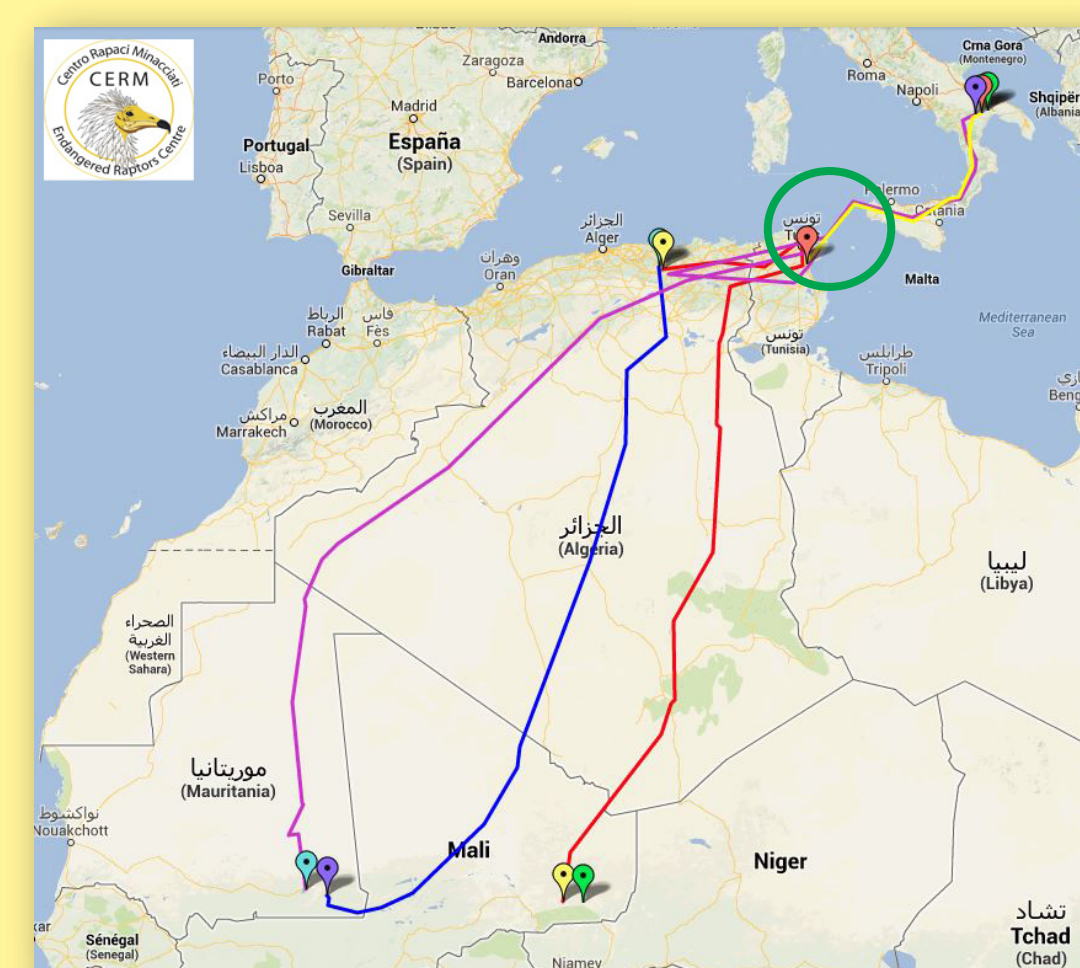 Centro Rapaci Minacciati
CERM
Endangered Raptors Centre
Andorra
Zaragoza
Barcelona
Porto
Madrid
España
(Spain)
Portugal
Lisboa
Sevilla
Gibraltar
Roma
Napoli
Crna Gora
(Montenegro)
Palermo
Catania
Malta
Mediterranean
Sea
الجزائر
Alger
وهران
Oran
تونس
تونس
(Tunisia)
طرابلس
Tripoli
الرباط
Rabat
فاس
Fès
الدار البيضاء
Casablanca
مراكش
Marrakech
المغرب
(Morocco)
الجزائر
(Algeria)
ليبيا
(Libya)
الصحراء
الغربية
(Western
Sahara)
موريتانيا
(Mauritania)
نواكشوط
Nouakchott
Mali
Niger
Sénégal
(Senegal)
Niamey
تشاد
Tchad
(Chad)